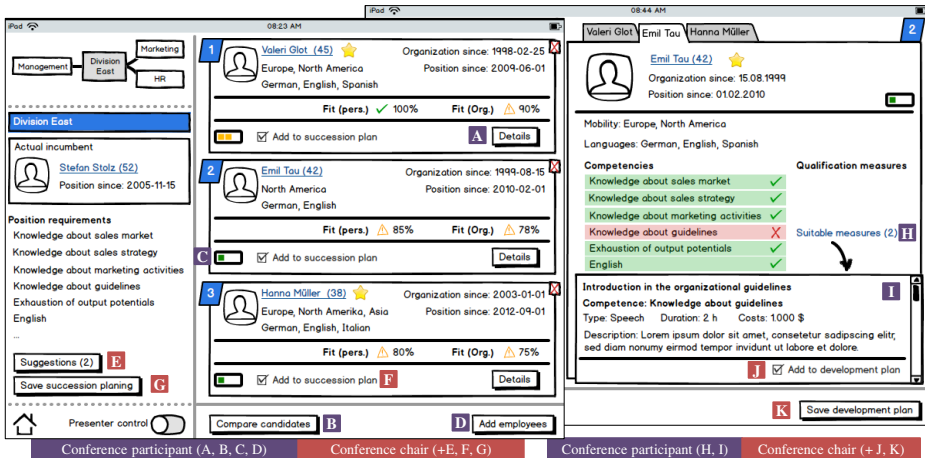 iPad
08:23 AM
Management
Division
East
Marketing
HR
Division East
Actual incumbent
Stefan Stolz (52)
Position since: 2005-11-15
Position requirements
Knowledge about sales market
Knowledge about sales strategy
Knowledge about marketing activities
Knowledge about guidelines
Exhaustion of output potentials
English
...
Suggestions (2)
E
Save succession planing
G
Presenter control
1
Valeri Glot (45)
Organization since: 1998-02-25
Europe, North America
Position since: 2009-06-01
German, English, Spanish
Fit (pers.) 100%
Fit (Org.) 90%
Add to succession plan
A
Details
2
Emil Tau (42)
Organization since: 1999-08-15
North America
Position since: 2010-02-01
German, English
Fit (pers.) 85%
Fit (Org.) 78%
C
Add to succession plan
Details
3
Hanna Müller (38)
Organization since: 2003-01-01
Europe, North Amerika, Asia
Position since: 2012-09-01
German, English, Italian
Fit (pers.) 80%
Fit (Org.) 75%
Add to succession plan
F
Details
Compare candidates
B
D
Add employees
iPad
08:44 AM
Valeri Glot
Emil Tau
Hanna Müller
2
Emil Tau (42)
Organization since: 15.08.1999
Position since: 01.02.2010
Mobility: Europe, North America
Languages: German, English, Spanish
Competencies
Qualification measures
Knowledge about sales market
Knowledge about sales strategy
Knowledge about marketing activities
Knowledge about guidelines X
Suitable measures (2)
H
Exhaustion of output potentials
English
Introduction in the organizational guidelines
I
Competence: Knowledge about guidelines
Type: Speech Duration: 2 h Costs: 1.000 $
Description: Lorem ipsum dolor sit amet, consetetur sadipscing elitr,
sed diam nonumy eirmod tempor invidunt ut labore et dolore.
J
Add to development plan
K
Save development plan
Conference participant (A, B, C, D)
Conference chair (+E, F, G)
Conference participant (H, I)
Conference chair (+ J, K)